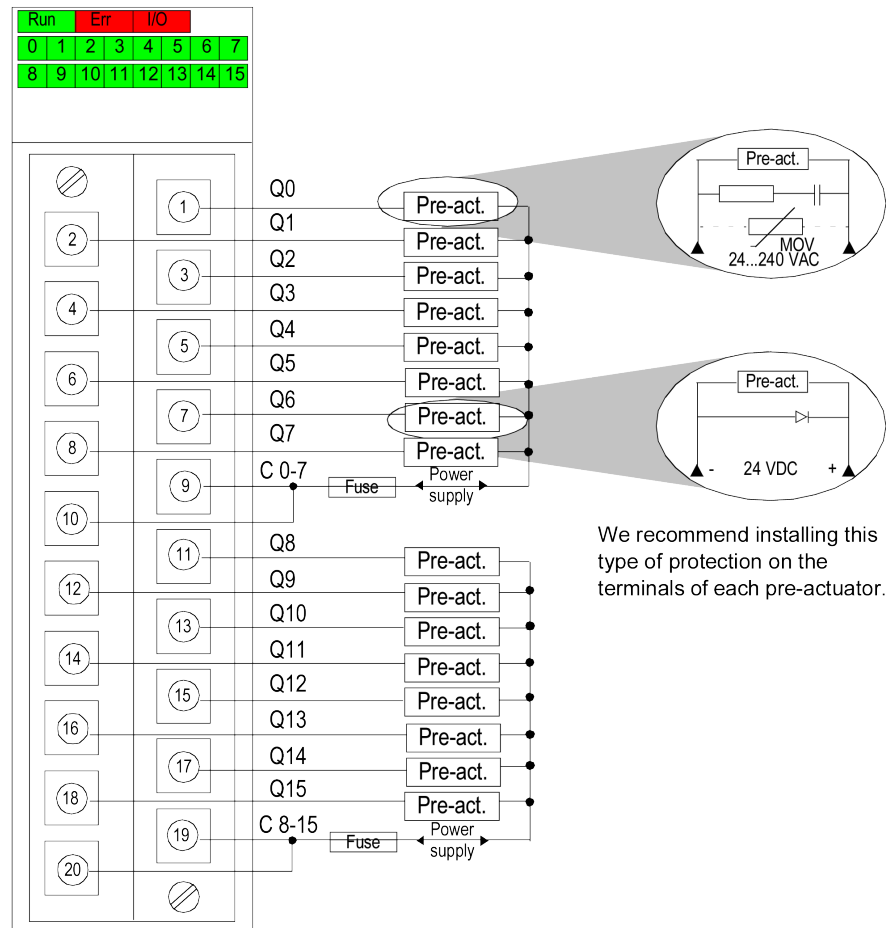 Run Err I/O
0 1 2 3 4 5 6 7
8 9 10 11 12 13 14 15
1 Q0 Pre-act.
2 Q1 Pre-act.
3 Q2 Pre-act.
4 Q3 Pre-act.
5 Q4 Pre-act.
6 Q5 Pre-act.
7 Q6 Pre-act.
8 Q7 Pre-act.
9 C 0-7 Fuse Power supply
10
11 Q8 Pre-act.
12 Q9 Pre-act.
13 Q10 Pre-act.
14 Q11 Pre-act.
15 Q12 Pre-act.
16 Q13 Pre-act.
17 Q14 Pre-act.
18 Q15 Pre-act.
19 C 8-15 Fuse Power supply
20
Pre-act.
MOV
24...240 VAC
Pre-act.
- 24 VDC +
We recommend installing this
type of protection on the
terminals of each pre-actuator.